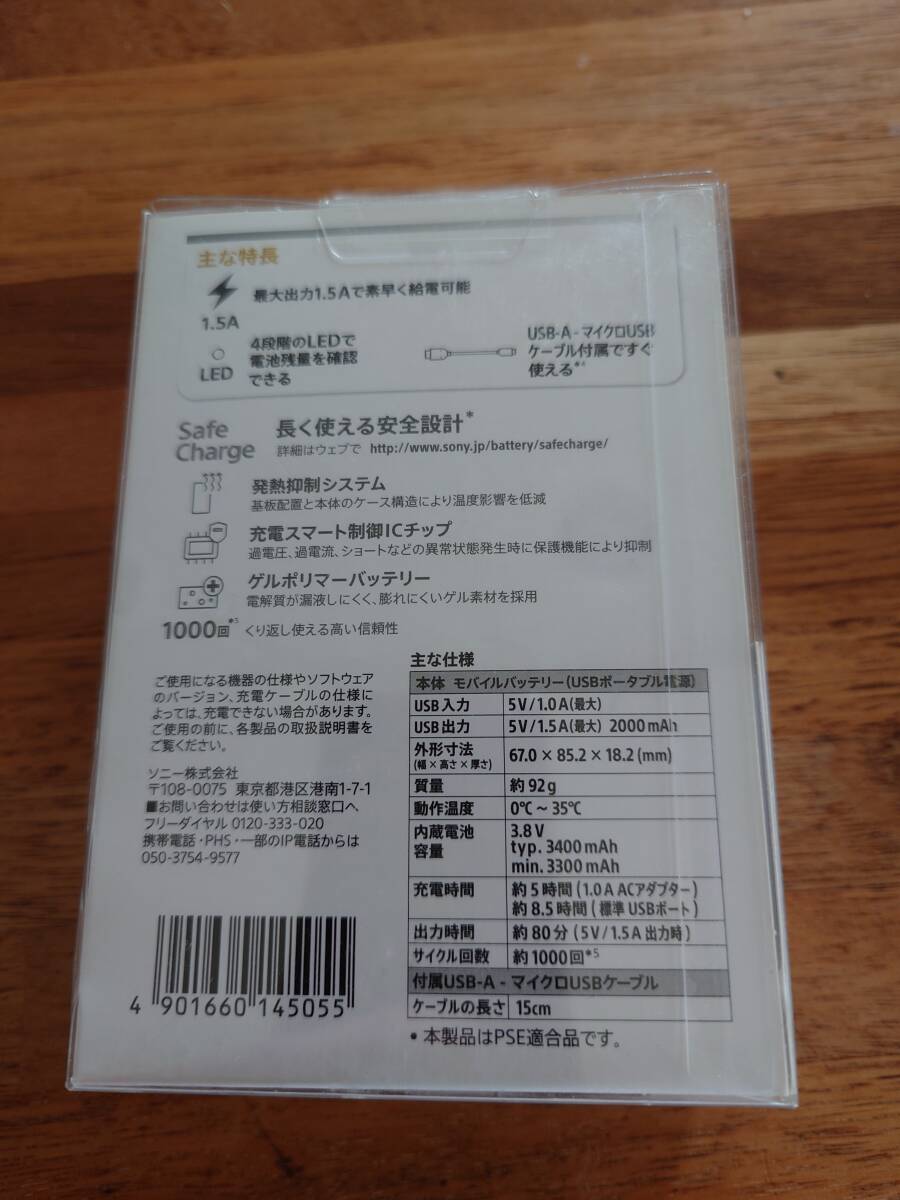 主な特長
最大出力1.5Aで素早く給電可能
1.5A
4段階のLEDで
電池残量を確認
できる
LED
USB-A - マイクロUSB
ケーブル付属ですぐ
使える
Safe
Charge
長く使える安全設計*
詳細はウェブで http://www.sony.jp/battery/safecharge/
発熱抑制システム
基板配置と本体のケース構造により温度影響を低減
充電スマート制御ICチップ
過電圧、過電流、ショートなどの異常状態発生時に保護機能により抑制
ゲルポリマーバッテリー
電解質が漏液しにくく、膨れにくいゲル素材を採用
1000回*5 くり返し使える高い信頼性
ご使用になる機器の仕様やソフトウェア
のバージョン、充電ケーブルの仕様に
よっては、充電できない場合があります。
ご使用の前に、各製品の取扱説明書を
ご覧ください。
ソニー株式会社
〒108-0075 東京都港区港南1-7-1
■お問い合わせは使い方相談窓口へ
フリーダイヤル 0120-333-020
携帯電話・PHS・一部のIP電話からは
050-3754-9577
4 901660 145055
主な仕様
本体 モバイルバッテリー(USBポータブル電源)
USB入力 5V/1.0A(最大)
USB出力 5V/1.5A(最大) 2000mAh
外形寸法 67.0×85.2×18.2(mm)
(幅×高さ×厚さ)
質量 約92g
動作温度 0℃～35℃
内蔵電池 3.8V
容量 typ. 3400mAh
min. 3300mAh
充電時間 約5時間(1.0A ACアダプター)
約8.5時間(標準USBポート)
出力時間 約80分(5V/1.5A出力時)
サイクル回数 約1000回*5
付属USB-A - マイクロUSBケーブル
ケーブルの長さ 15cm
• 本製品はPSE適合品です。